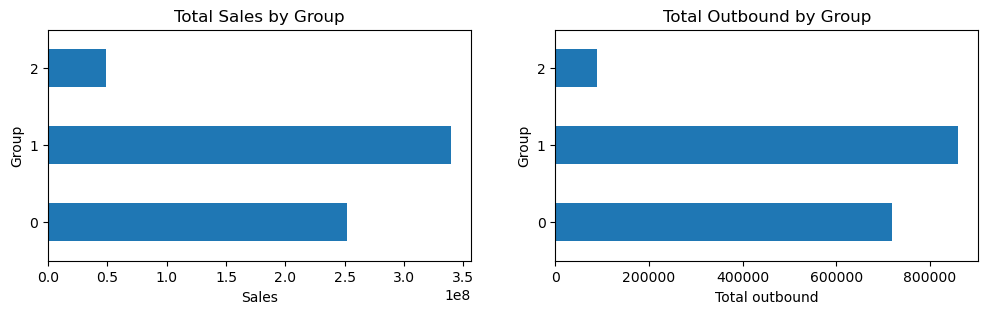 Total Sales by Group
Group
2
1
0
0.0 0.5 1.0 1.5 2.0 2.5 3.0 3.5
1e8
Sales
Total Outbound by Group
Group
2
1
0
0 200000 400000 600000 800000
Total outbound